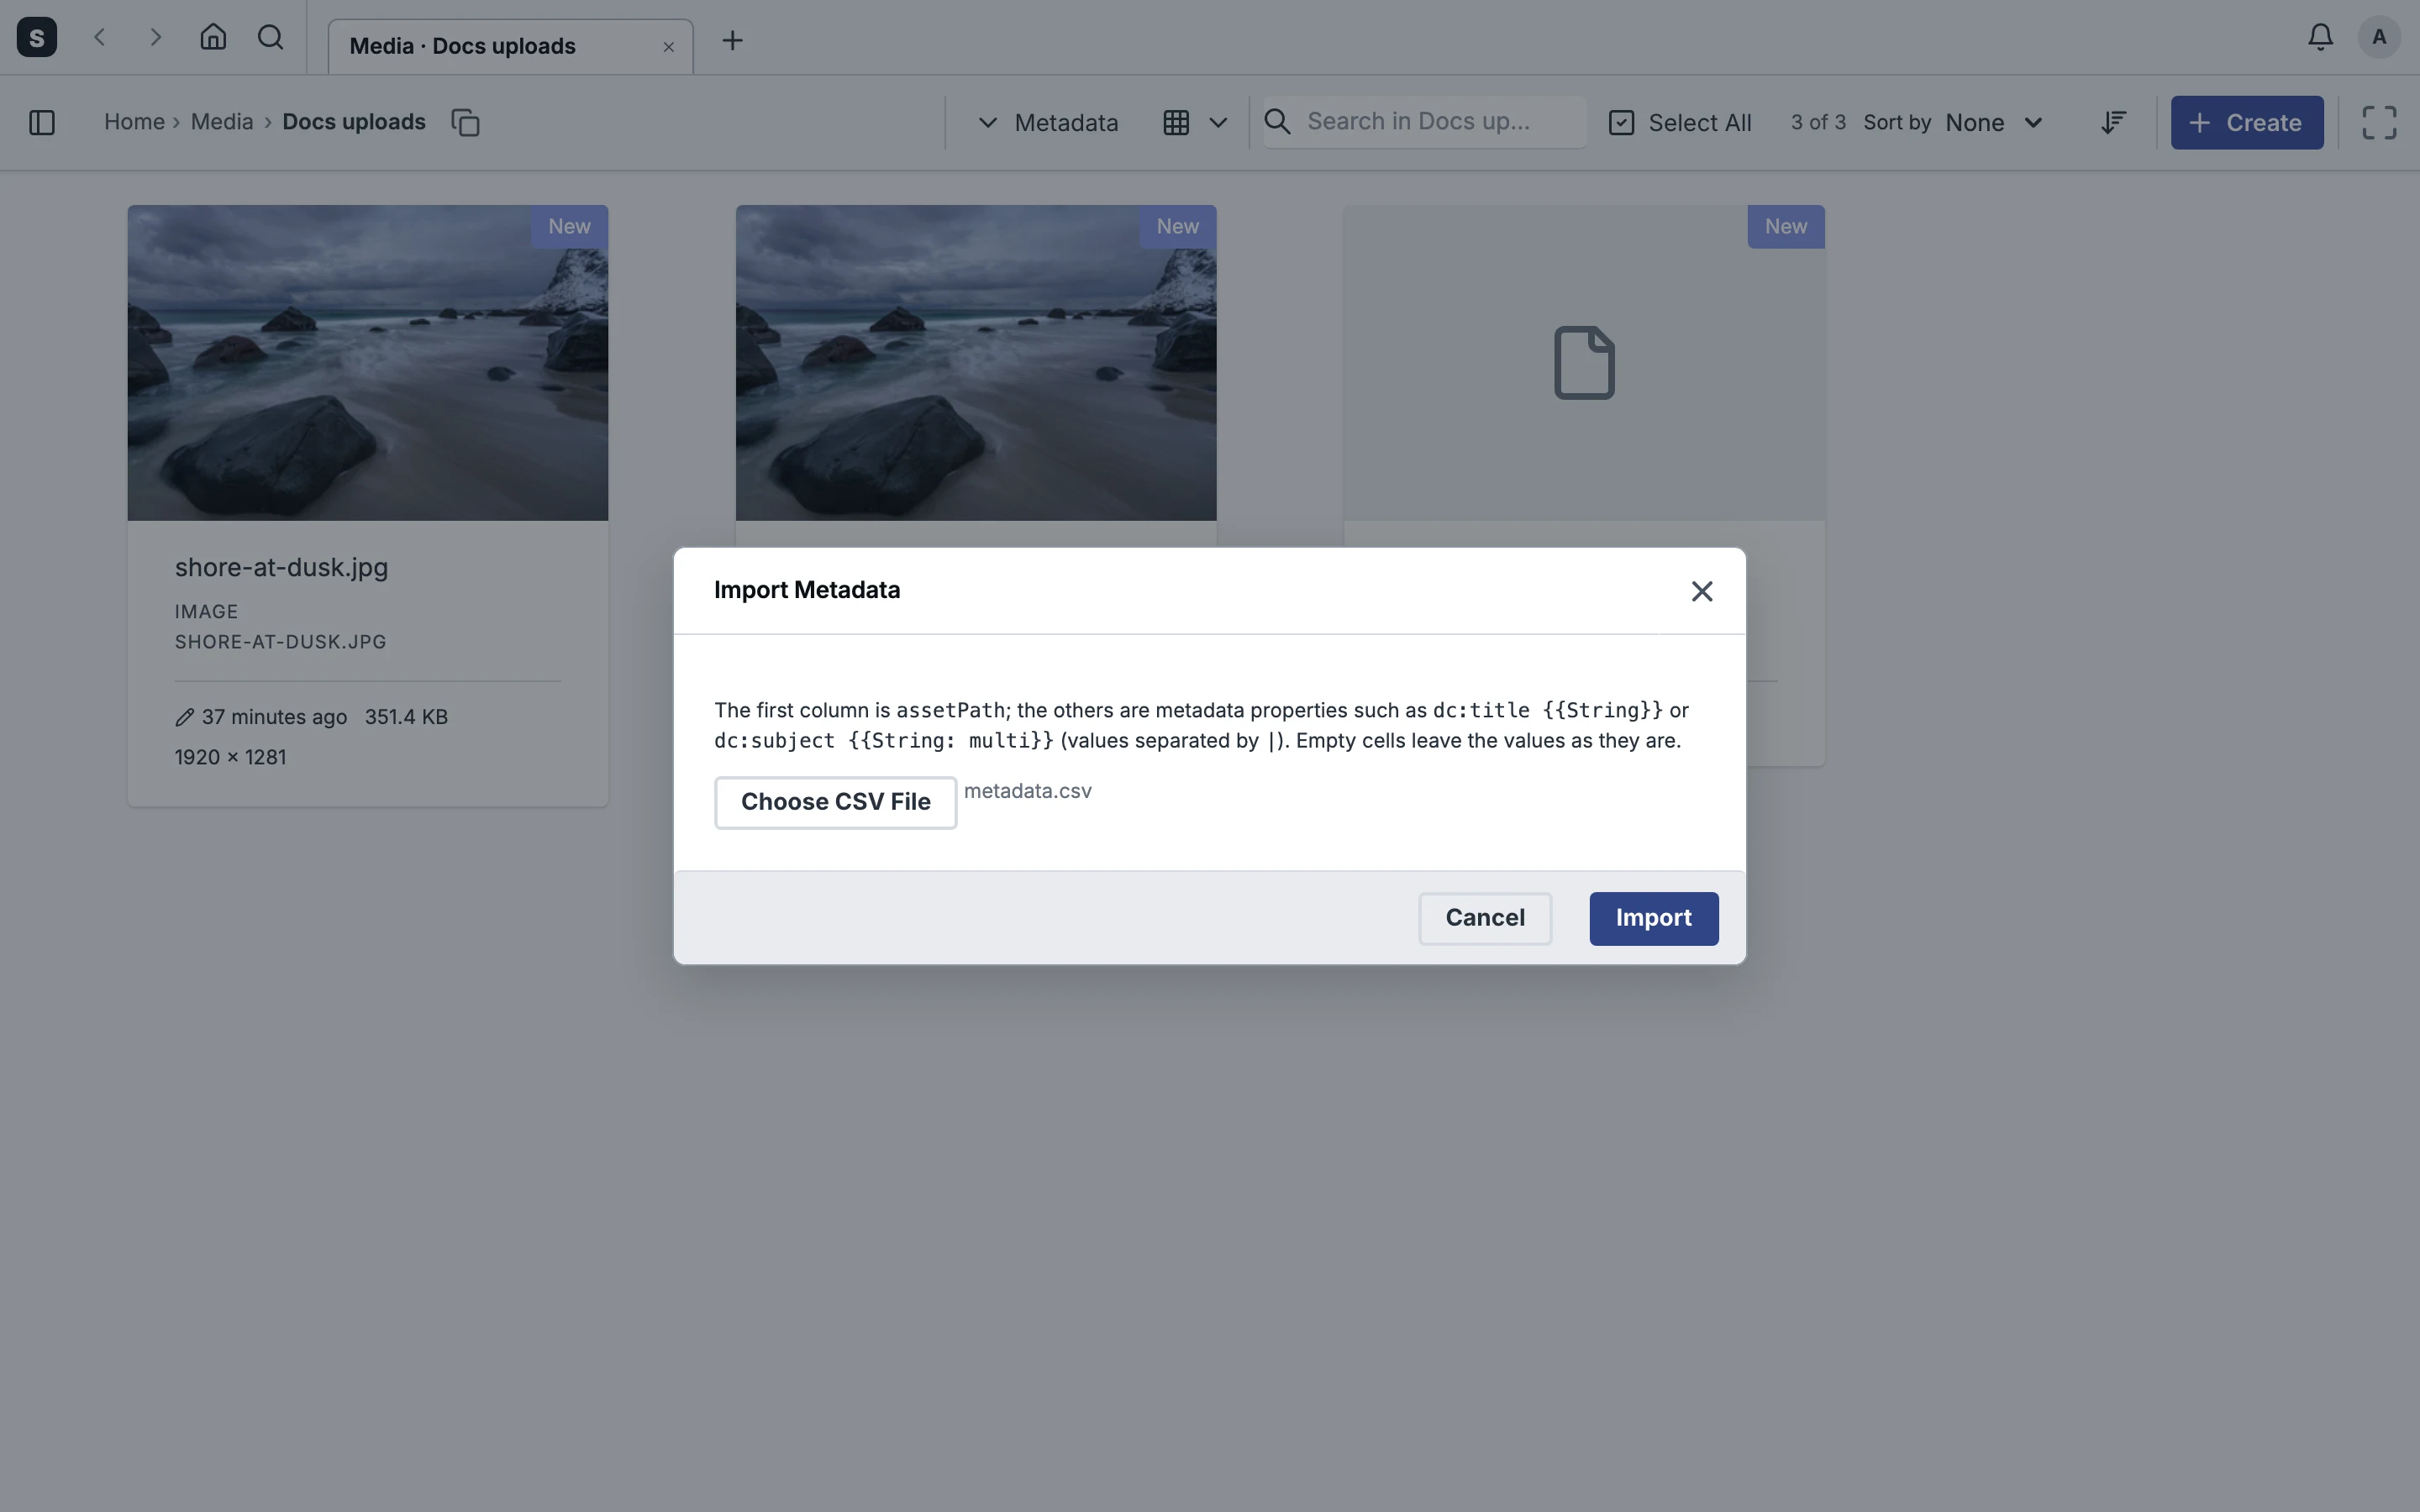 S
Media · Docs uploads
A
Home › Media › Docs uploads
Metadata
Search in Docs up...
Select All
3 of 3
Sort by None
+ Create
New
New
New
shore-at-dusk.jpg
IMAGE
SHORE-AT-DUSK.JPG
37 minutes ago 351.4 KB
1920 × 1281
Import Metadata
The first column is assetPath; the others are metadata properties such as dc:title {{String}} or
dc:subject {{String: multi}} (values separated by |). Empty cells leave the values as they are.
Choose CSV File metadata.csv
Cancel
Import